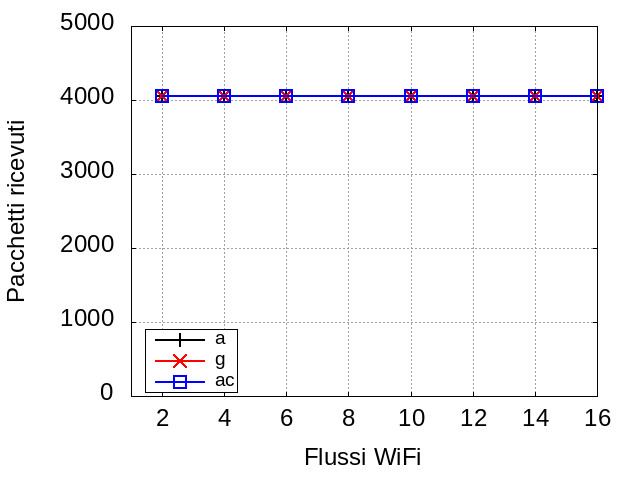 5000
4000
3000
2000
1000
0
Pacchetti ricevuti
a
g
ac
2 4 6 8 10 12 14 16
Flussi WiFi